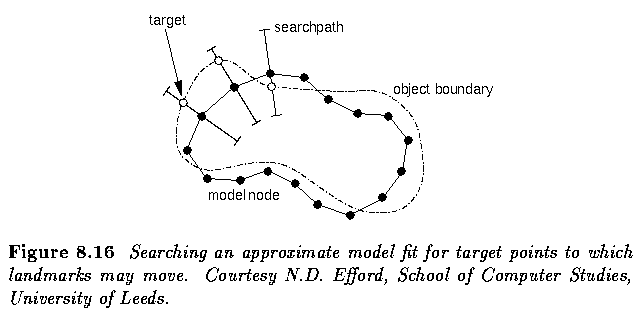 target
searchpath
object boundary
model node
Figure 8.16 Searching an approximate model fit for target points to which
landmarks may move. Courtesy N.D. Efford, School of Computer Studies,
University of Leeds.